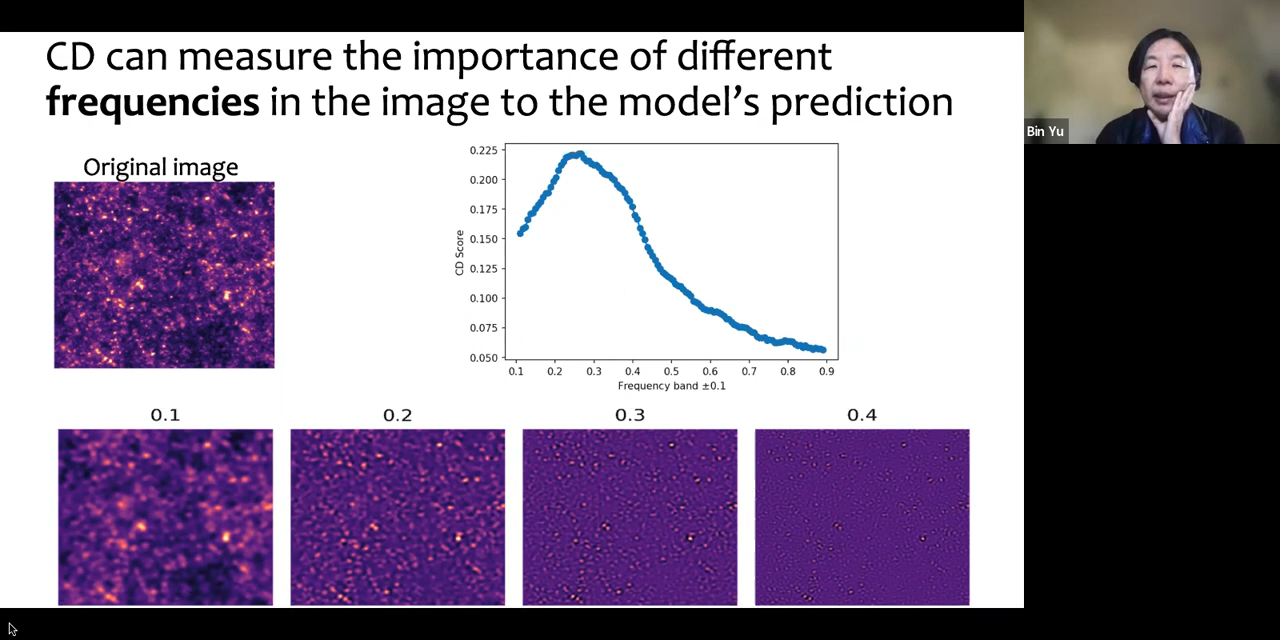 CD can measure the importance of different
frequencies in the image to the model’s prediction
Original image
0.225
0.200
0.175
0.150
0.125
0.100
0.075
0.050
CD Score
0.1 0.2 0.3 0.4 0.5 0.6 0.7 0.8 0.9
Frequency band ±0.1
0.1 0.2 0.3 0.4
Bin Yu